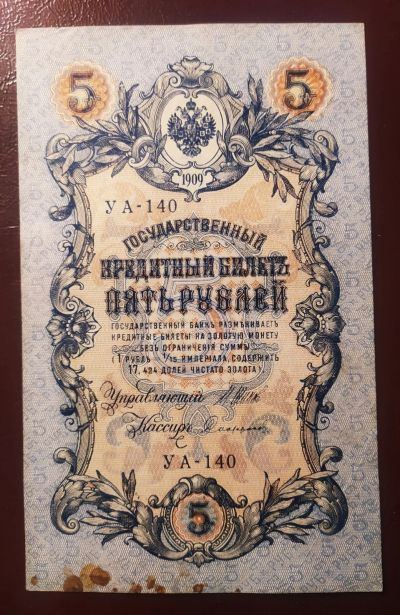 5 5
1909
УА-140
ГОСУДАРСТВЕННЫЙ
КРЕДИТНЫЙ БИЛЕТЪ
ПЯТЬ РУБЛЕЙ
ГОСУДАРСТВЕННЫЙ БАНКЪ РАЗМѢНИВАЕТЪ
КРЕДИТНЫЕ БИЛЕТЫ НА ЗОЛОТУЮ МОНЕТУ
БЕЗЪ ОГРАНИЧЕНІЯ СУММЫ
(1 РУБЛЬ = 1/15 ИМПЕРІАЛА, СОДЕРЖИТЪ
17,424 ДОЛЕЙ ЧИСТАГО ЗОЛОТА)
Управляющій
Кассиръ
УА-140
5